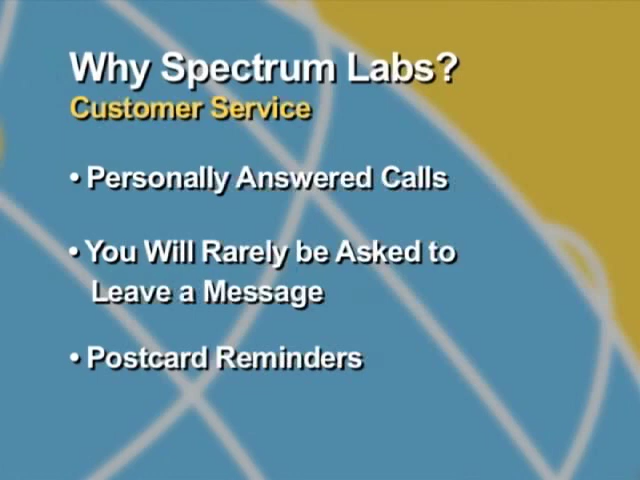 Why Spectrum Labs?
Customer Service
• Personally Answered Calls
• You Will Rarely be Asked to
Leave a Message
• Postcard Reminders